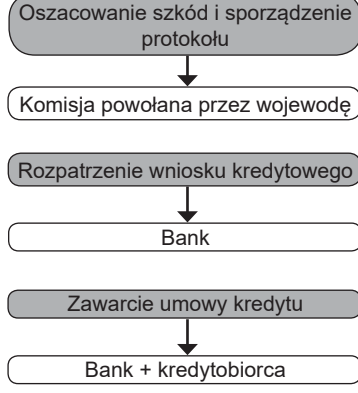 Oszacowanie szkód i sporządzenie
protokołu
Komisja powołana przez wojewodę
Rozpatrzenie wniosku kredytowego
Bank
Zawarcie umowy kredytu
Bank + kredytobiorca